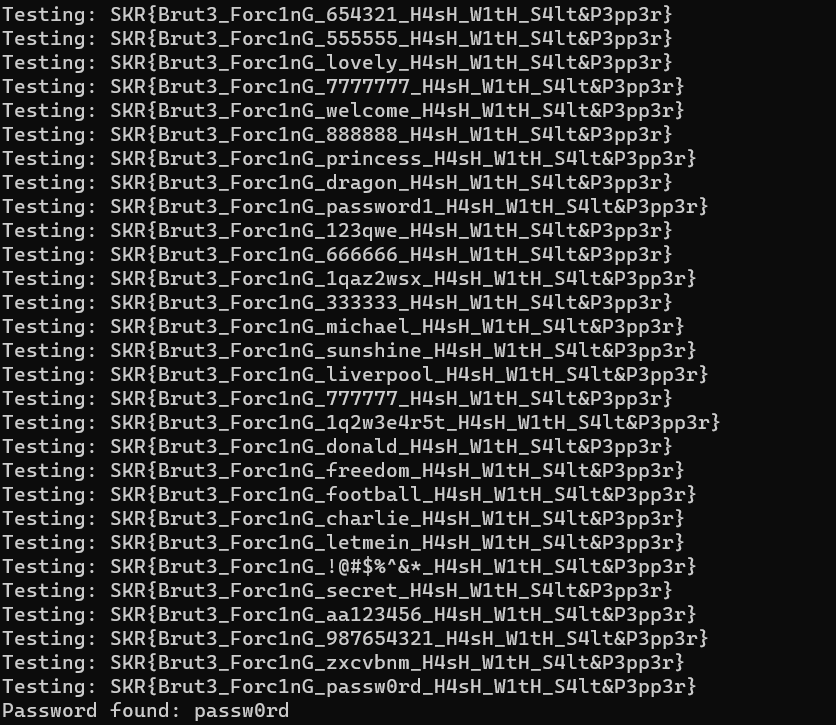 Testing: SKR{Brut3_Forc1nG_654321_H4sH_W1tH_S4lt&P3pp3r}
Testing: SKR{Brut3_Forc1nG_555555_H4sH_W1tH_S4lt&P3pp3r}
Testing: SKR{Brut3_Forc1nG_lovely_H4sH_W1tH_S4lt&P3pp3r}
Testing: SKR{Brut3_Forc1nG_7777777_H4sH_W1tH_S4lt&P3pp3r}
Testing: SKR{Brut3_Forc1nG_welcome_H4sH_W1tH_S4lt&P3pp3r}
Testing: SKR{Brut3_Forc1nG_888888_H4sH_W1tH_S4lt&P3pp3r}
Testing: SKR{Brut3_Forc1nG_princess_H4sH_W1tH_S4lt&P3pp3r}
Testing: SKR{Brut3_Forc1nG_dragon_H4sH_W1tH_S4lt&P3pp3r}
Testing: SKR{Brut3_Forc1nG_password1_H4sH_W1tH_S4lt&P3pp3r}
Testing: SKR{Brut3_Forc1nG_123qwe_H4sH_W1tH_S4lt&P3pp3r}
Testing: SKR{Brut3_Forc1nG_666666_H4sH_W1tH_S4lt&P3pp3r}
Testing: SKR{Brut3_Forc1nG_1qaz2wsx_H4sH_W1tH_S4lt&P3pp3r}
Testing: SKR{Brut3_Forc1nG_333333_H4sH_W1tH_S4lt&P3pp3r}
Testing: SKR{Brut3_Forc1nG_michael_H4sH_W1tH_S4lt&P3pp3r}
Testing: SKR{Brut3_Forc1nG_sunshine_H4sH_W1tH_S4lt&P3pp3r}
Testing: SKR{Brut3_Forc1nG_liverpool_H4sH_W1tH_S4lt&P3pp3r}
Testing: SKR{Brut3_Forc1nG_777777_H4sH_W1tH_S4lt&P3pp3r}
Testing: SKR{Brut3_Forc1nG_1q2w3e4r5t_H4sH_W1tH_S4lt&P3pp3r}
Testing: SKR{Brut3_Forc1nG_donald_H4sH_W1tH_S4lt&P3pp3r}
Testing: SKR{Brut3_Forc1nG_freedom_H4sH_W1tH_S4lt&P3pp3r}
Testing: SKR{Brut3_Forc1nG_football_H4sH_W1tH_S4lt&P3pp3r}
Testing: SKR{Brut3_Forc1nG_charlie_H4sH_W1tH_S4lt&P3pp3r}
Testing: SKR{Brut3_Forc1nG_letmein_H4sH_W1tH_S4lt&P3pp3r}
Testing: SKR{Brut3_Forc1nG_!@#$%^&*_H4sH_W1tH_S4lt&P3pp3r}
Testing: SKR{Brut3_Forc1nG_secret_H4sH_W1tH_S4lt&P3pp3r}
Testing: SKR{Brut3_Forc1nG_aa123456_H4sH_W1tH_S4lt&P3pp3r}
Testing: SKR{Brut3_Forc1nG_987654321_H4sH_W1tH_S4lt&P3pp3r}
Testing: SKR{Brut3_Forc1nG_zxcvbnm_H4sH_W1tH_S4lt&P3pp3r}
Testing: SKR{Brut3_Forc1nG_passw0rd_H4sH_W1tH_S4lt&P3pp3r}
Password found: passw0rd